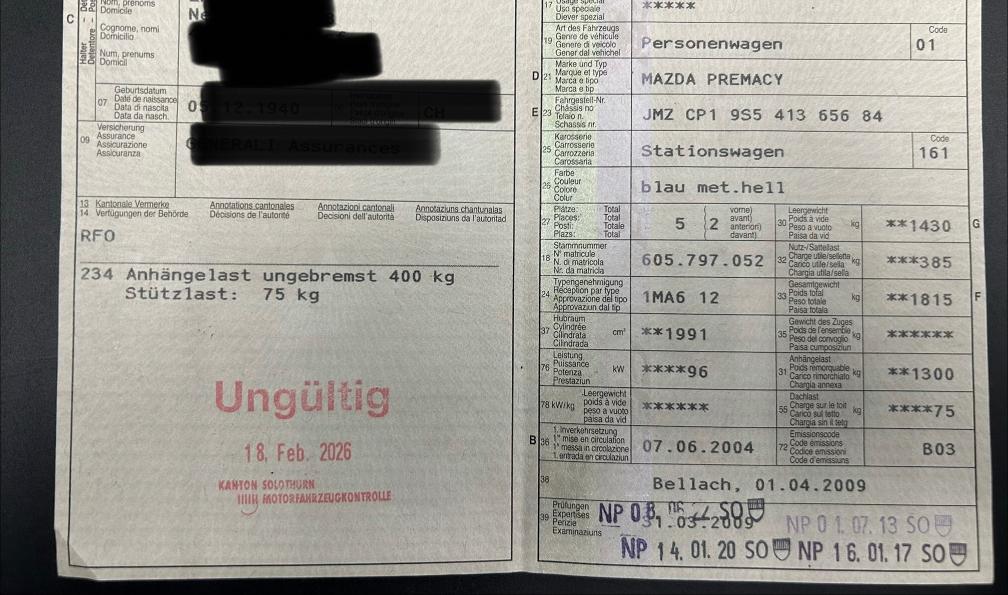 Nom, prénoms
Domicile
C
Cognome, nomi
Domicilio
Num, prenums
Domicil
Halter
Détenteur
07
Geburtsdatum
Date de naissance
Data di nascita
Data da nasch.
CH
09
Versicherung
Assurance
Assicurazione
Assicuranza
GENERALI Assurances
13 Kantonale Vermerke
14 Verfügungen der Behörde
Annotations cantonales
Décisions de l'autorité
Annotazioni cantonali
Decisioni dell'autorità
Annotaziuns chantunalas
Disposiziuns da l'autoritad
RFO
234 Anhängelast ungebremst 400 kg
Stützlast: 75 kg
Ungültig
18. Feb. 2026
KANTON SOLOTHURN
MOTORFAHRZEUGKONTROLLE
17
Uso speciale
Diever spezial
*****
19
Art des Fahrzeugs
Genre de véhicule
Genere di veicolo
Gener dal vehichel
Personenwagen
Code
01
D 21
Marke und Typ
Marque et type
Marca e tipo
Marca e tip
MAZDA PREMACY
E 23
Fahrgestell-Nr.
Châssis no
Telaio n.
Schassis nr.
JMZ CP1 9S5 413 656 84
25
Karosserie
Carrosserie
Carrozzeria
Carossaria
Stationswagen
Code
161
26
Farbe
Couleur
Colore
Colur
blau met.hell
27
Plätze: Total
Places: Total
Posti: Totale
Plazs: Total
5 (2
vorne)
avant)
anteriori)
davant)
30
Leergewicht
Poids à vide
Peso a vuoto
Paisa da vid
kg
**1430
G
18
Stammnummer
N° matricule
N. di matricola
Nr. da matricla
605.797.052
32
Nutz-/Sattellast
Charge utile/sellette
Carico utile/sella
Chargia utila/sella
kg
***385
24
Typengenehmigung
Réception par type
Approvazione del tipo
Approvaziun dal tip
1MA6 12
33
Gesamtgewicht
Poids total
Peso totale
Paisa totala
kg
**1815
F
37
Hubraum
Cylindrée
Cilindrata
Cilindrada
cm³
**1991
35
Gewicht des Zuges
Poids de l'ensemble
Peso del convoglio
Paisa cumposiziun
kg
******
76
Leistung
Puissance
Potenza
Prestaziun
kW
****96
31
Anhängelast
Poids remorquable
Carico rimorchiato
Chargia annexa
kg
**1300
78 kW/kg
Leergewicht
poids à vide
peso a vuoto
paisa da vid
******
55
Dachlast
Charge sur le toit
Carico sul tetto
Chargia sin il tetg
kg
****75
B 36
1. Inverkehrsetzung
1re mise en circulation
1a messa in circolazione
1. entrada en circulaziun
07.06.2004
72
Emissionscode
Code émissions
Codice emissioni
Code d'emissiuns
B03
38
Bellach, 01.04.2009
39
Prüfungen
Expertises
Perizie
Examinaziuns
31.03.2009
NP 0 1. 07. 13 SO
NP 14. 01. 20 SO
NP 16. 01. 17 SO